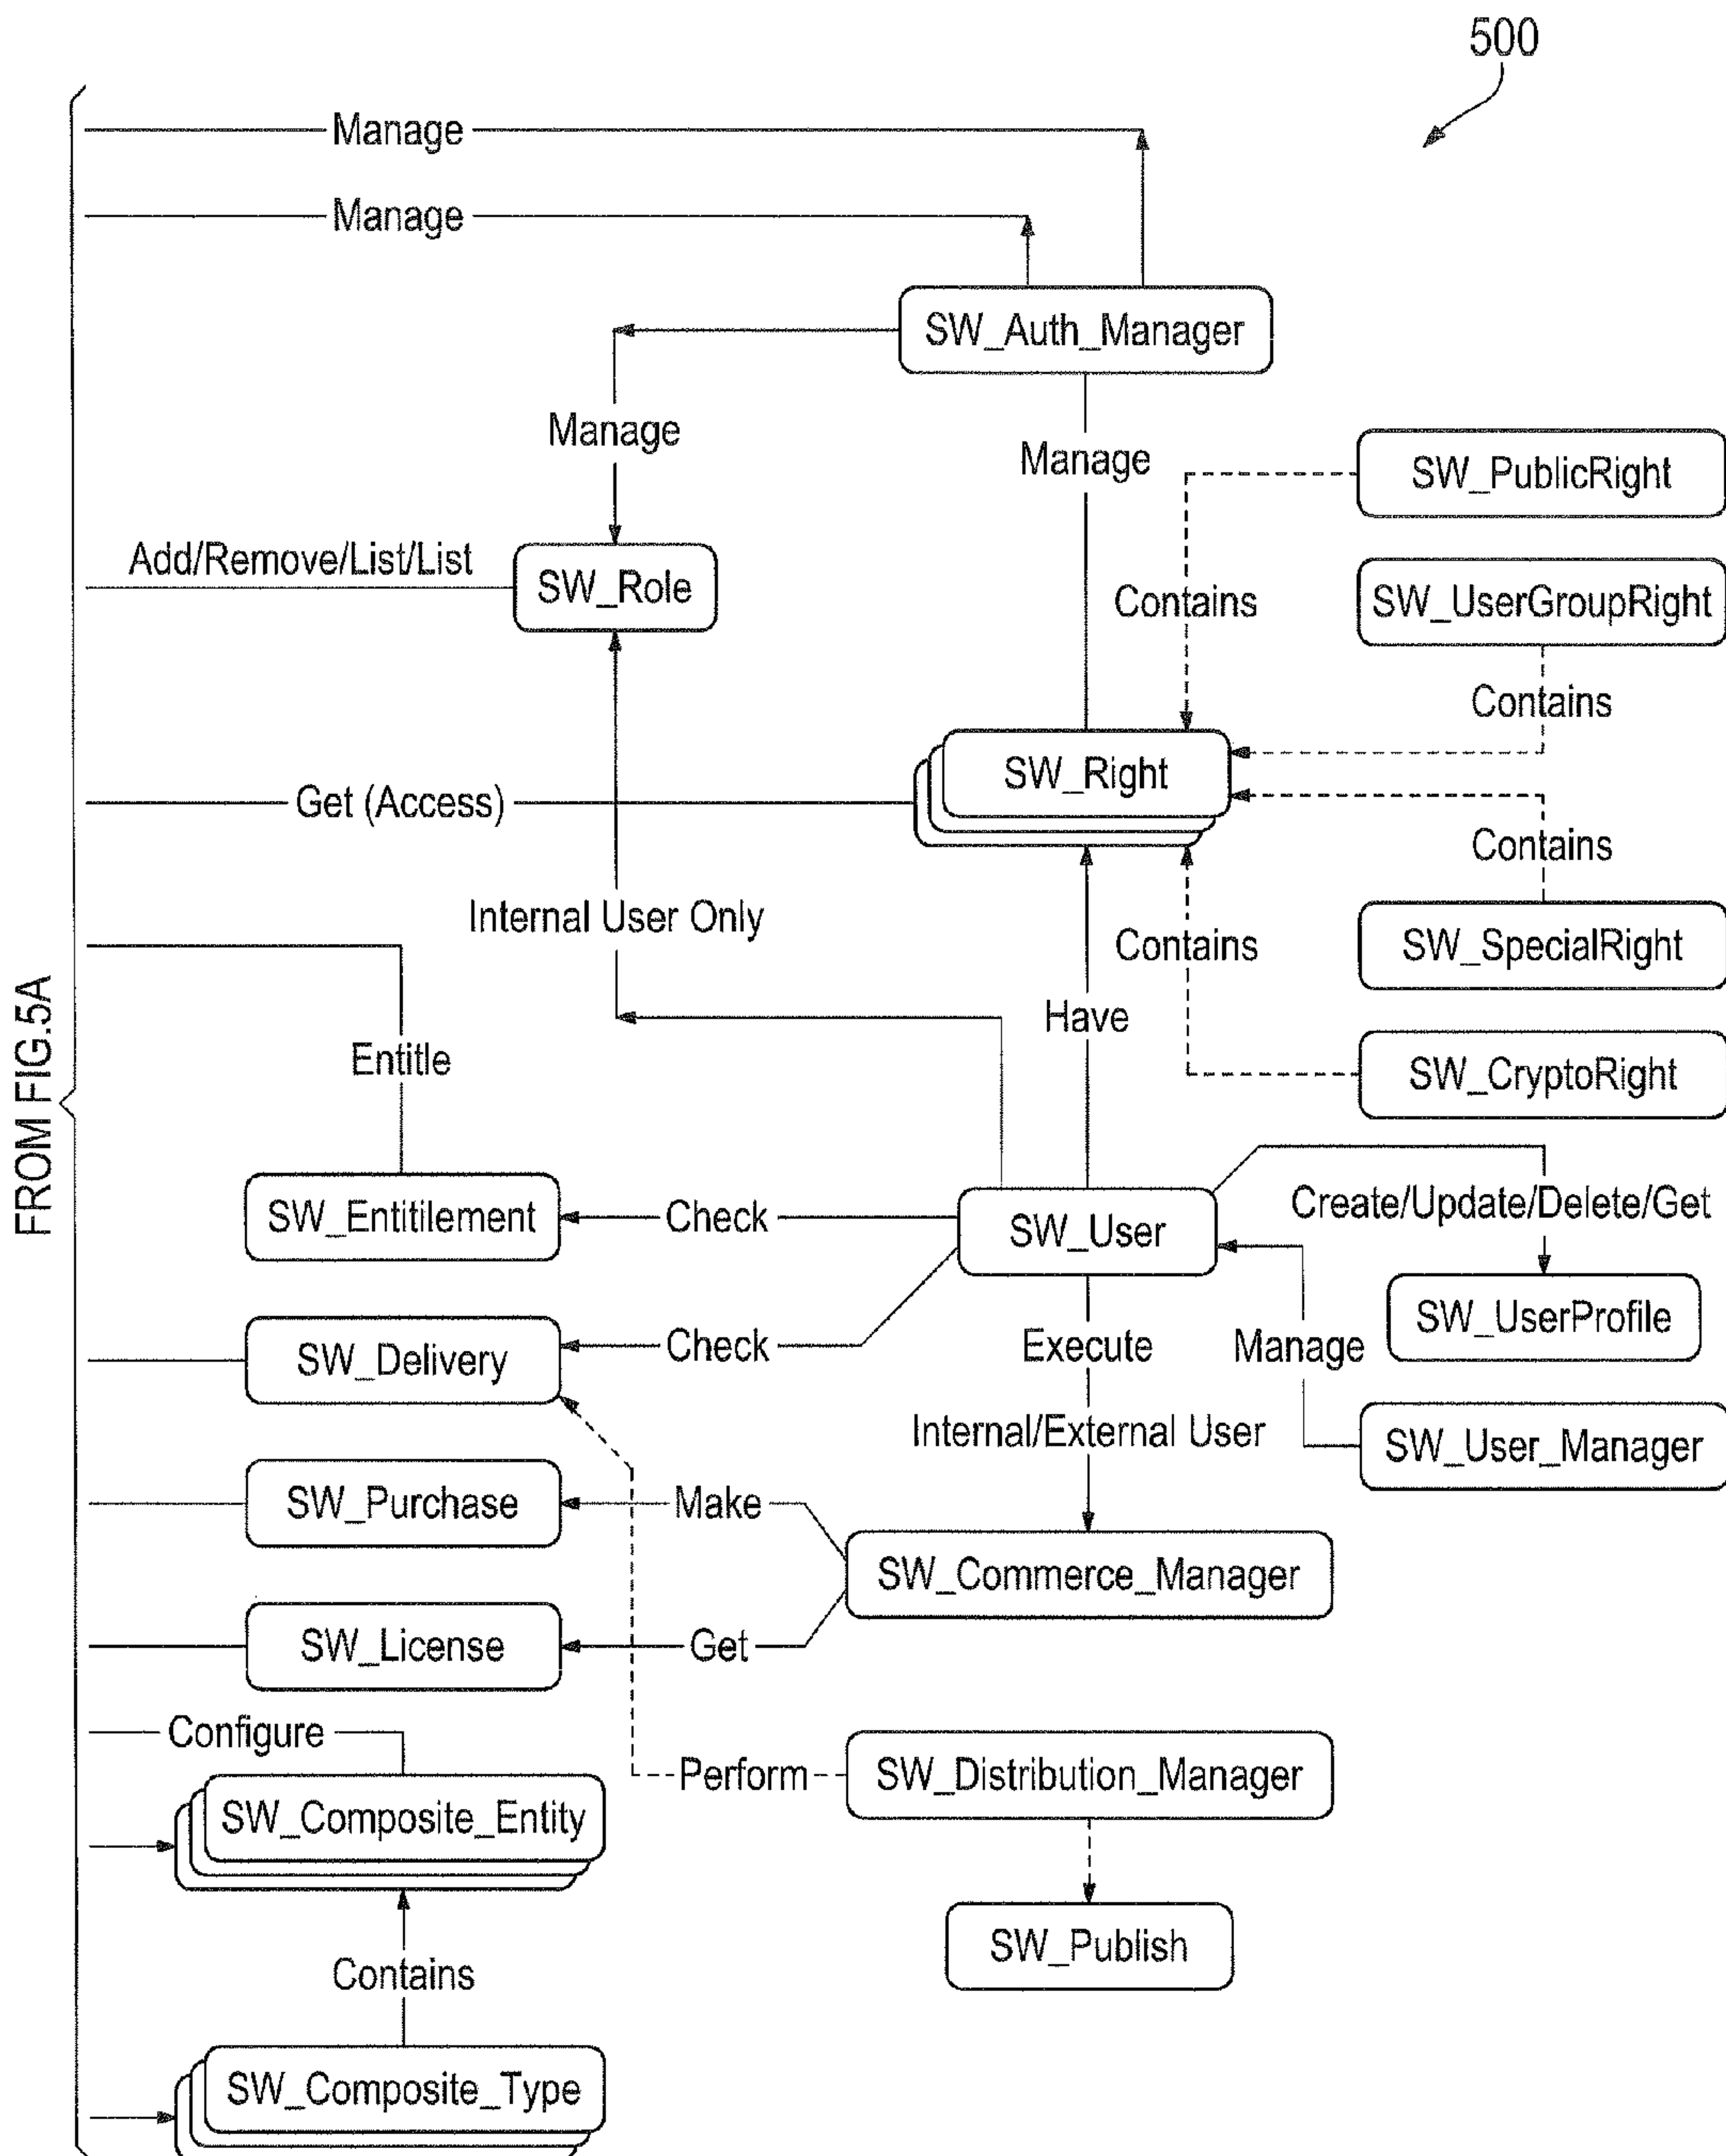 500
Manage
Manage
SW_Auth_Manager
Manage
Manage
SW_PublicRight
Add/Remove/List/List
SW_Role
Contains
SW_UserGroupRight
Contains
SW_Right
Get (Access)
Contains
Internal User Only
Contains
SW_SpecialRight
Have
FROM FIG.5A
Entitle
SW_CryptoRight
SW_Entitilement
Check
SW_User
Create/Update/Delete/Get
SW_UserProfile
SW_Delivery
Check
Execute
Manage
Internal/External User
SW_User_Manager
SW_Purchase
Make
SW_Commerce_Manager
SW_License
Get
Configure
Perform
SW_Distribution_Manager
SW_Composite_Entity
SW_Publish
Contains
SW_Composite_Type